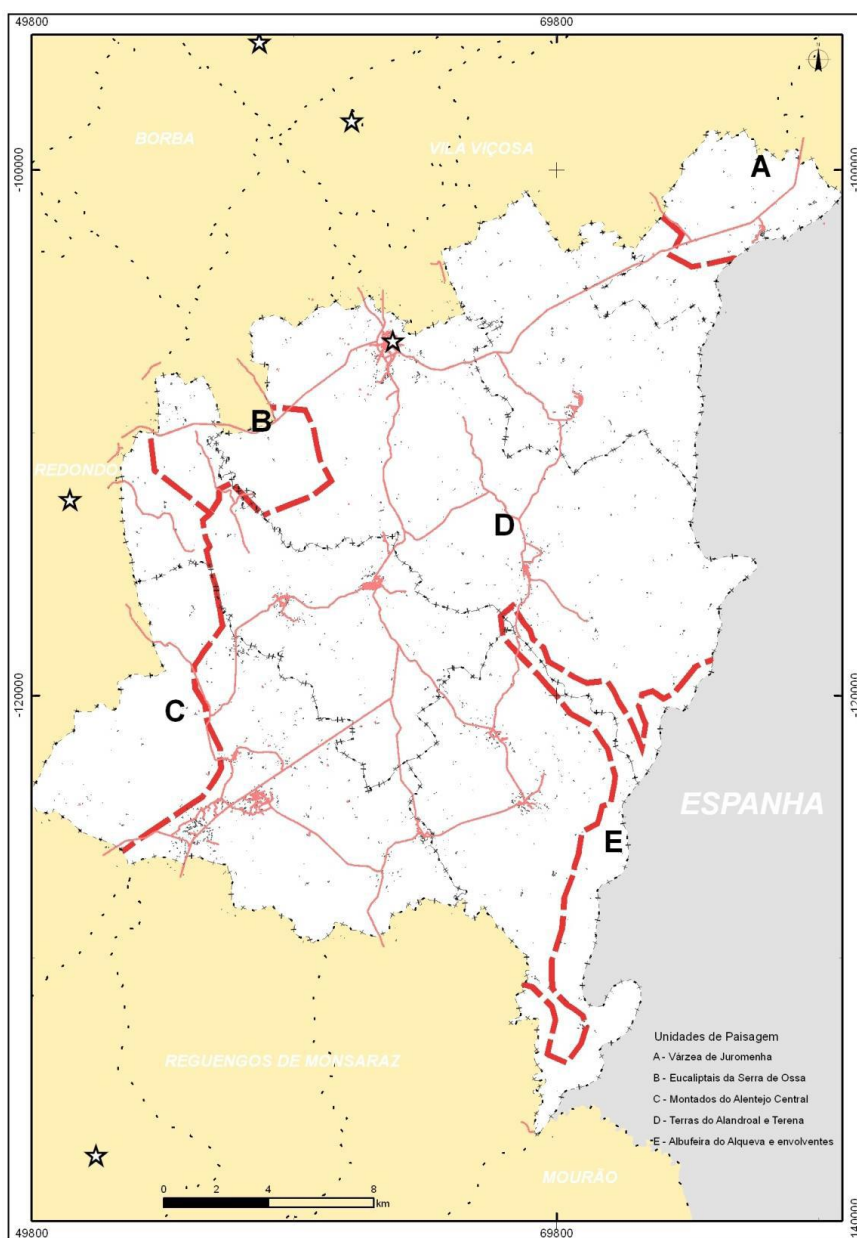 49800
69800
BORBA
VILA VIÇOSA
A
-100000
-100000
B
REDONDO
D
C
-120000
-120000
ESPANHA
E
Unidades de Paisagem
A - Várzea de Juromenha
B - Eucaliptais da Serra de Ossa
REGUENGOS DE MONSARAZ
C - Montados do Alentejo Central
D - Terras do Alandroal e Terena
E - Albufeira do Alqueva e envolventes
MOURÃO
0 4 8
km
49800
69800
-140000